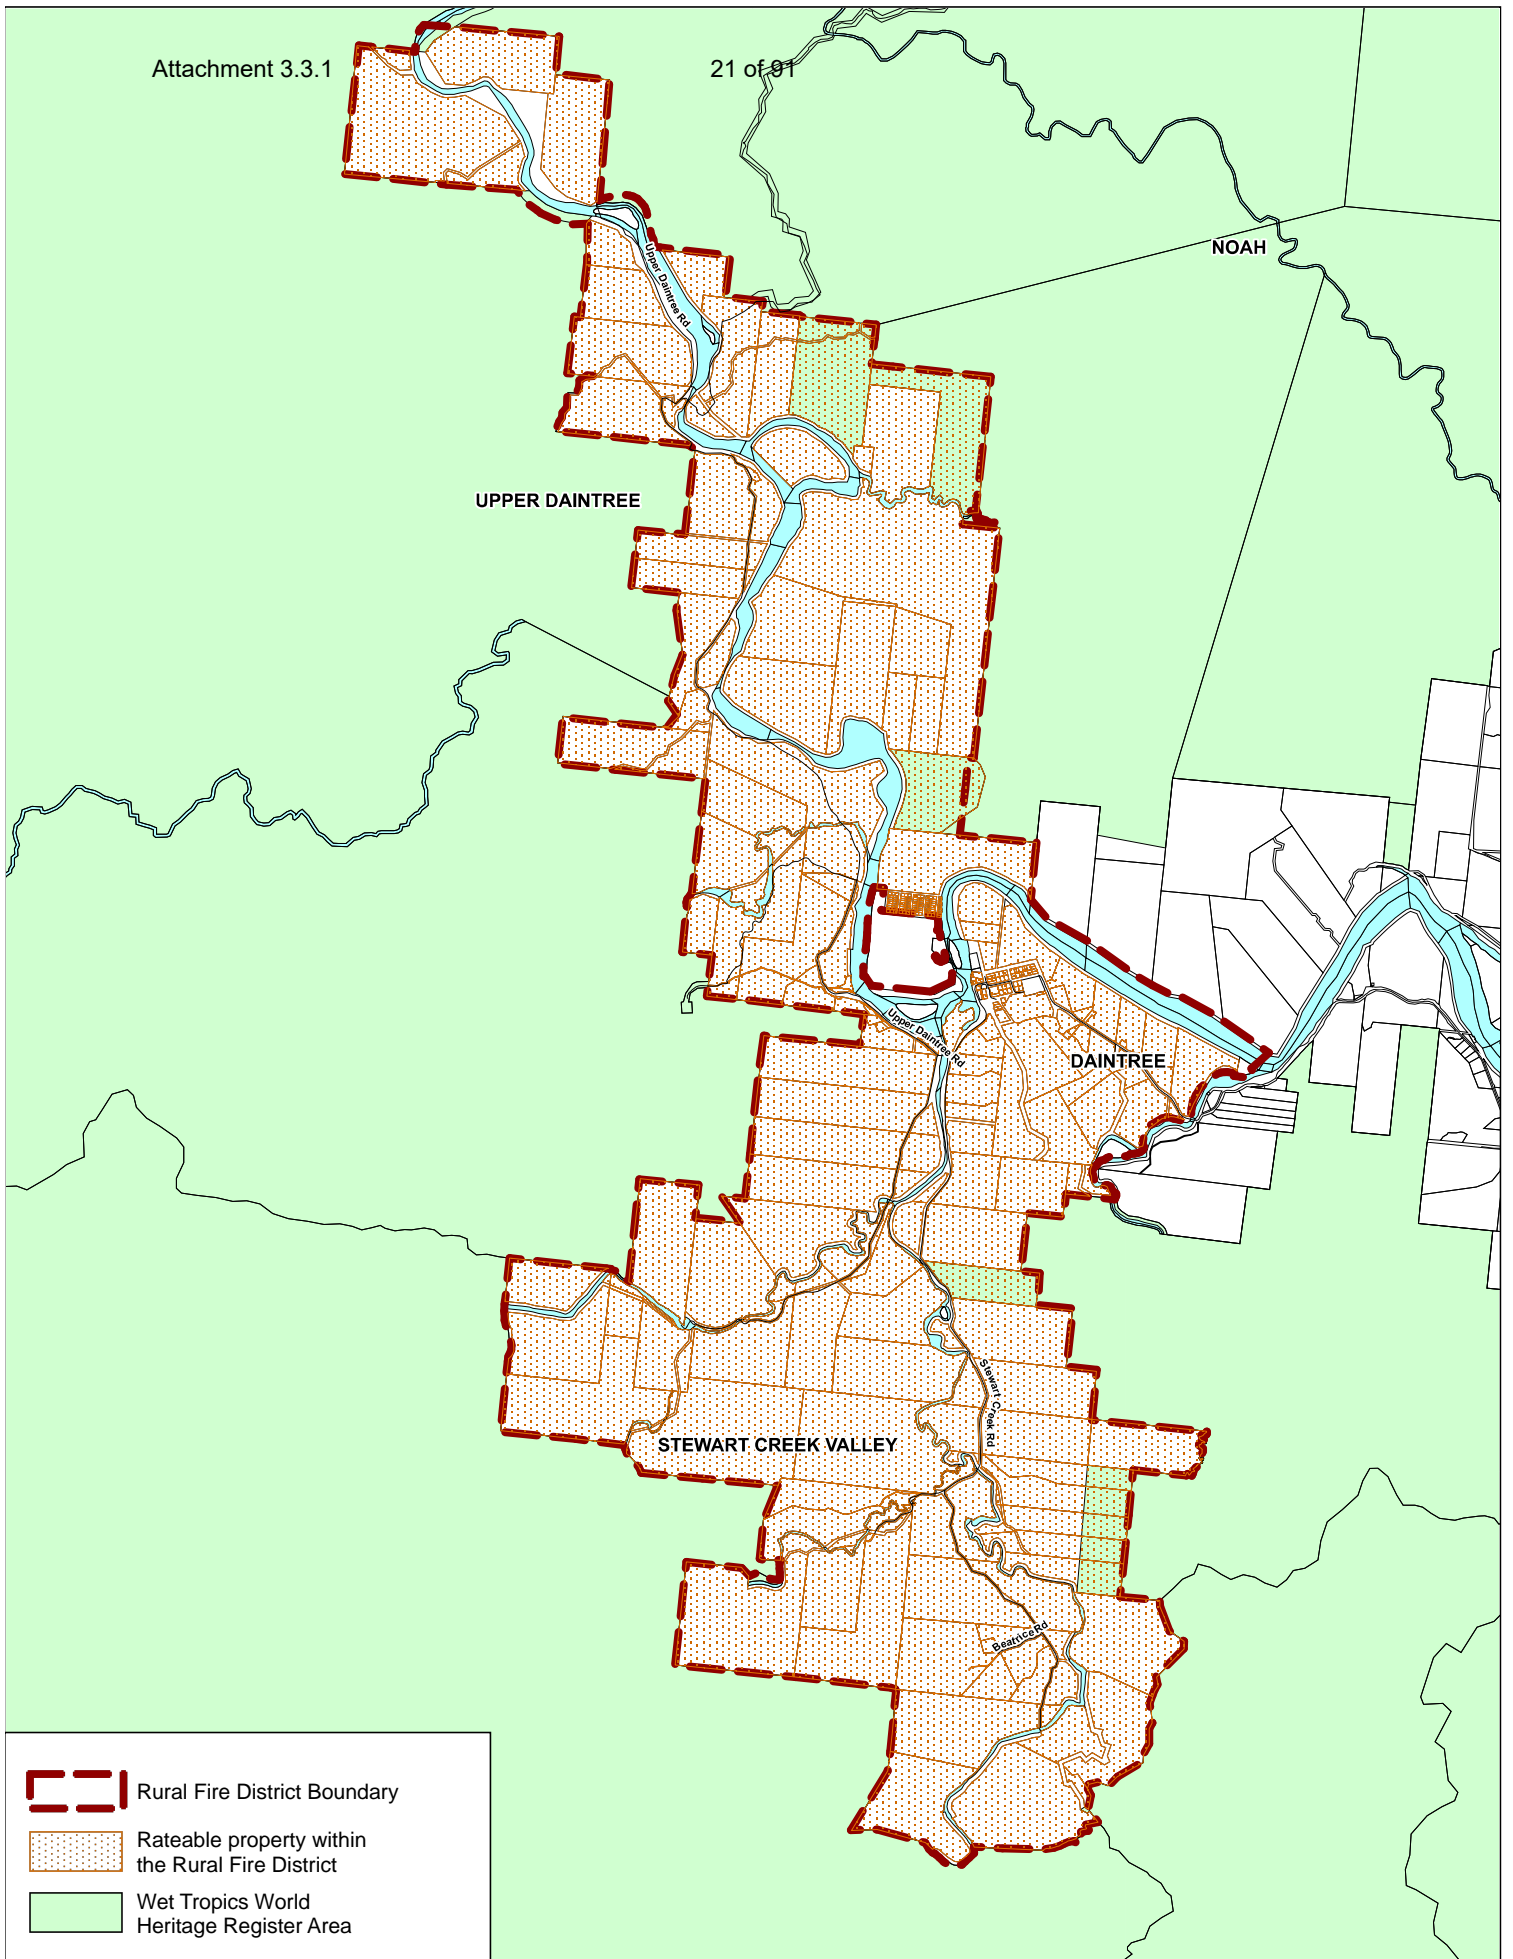 Attachment 3.3.1
21 of 91
NOAH
Upper Daintree Rd
UPPER DAINTREE
Upper Daintree Rd
DAINTREE
Stewart Creek Rd
STEWART CREEK VALLEY
Beatrice Rd
Rural Fire District Boundary
Rateable property within
the Rural Fire District
Wet Tropics World
Heritage Register Area